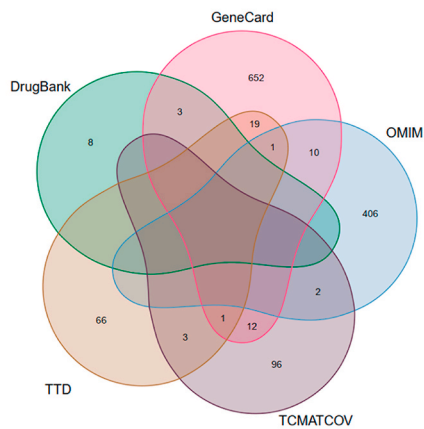 GeneCard
652
DrugBank
3
19
OMIM
8
1
10
406
2
66
1
12
3
96
TTD
TCMATCOV